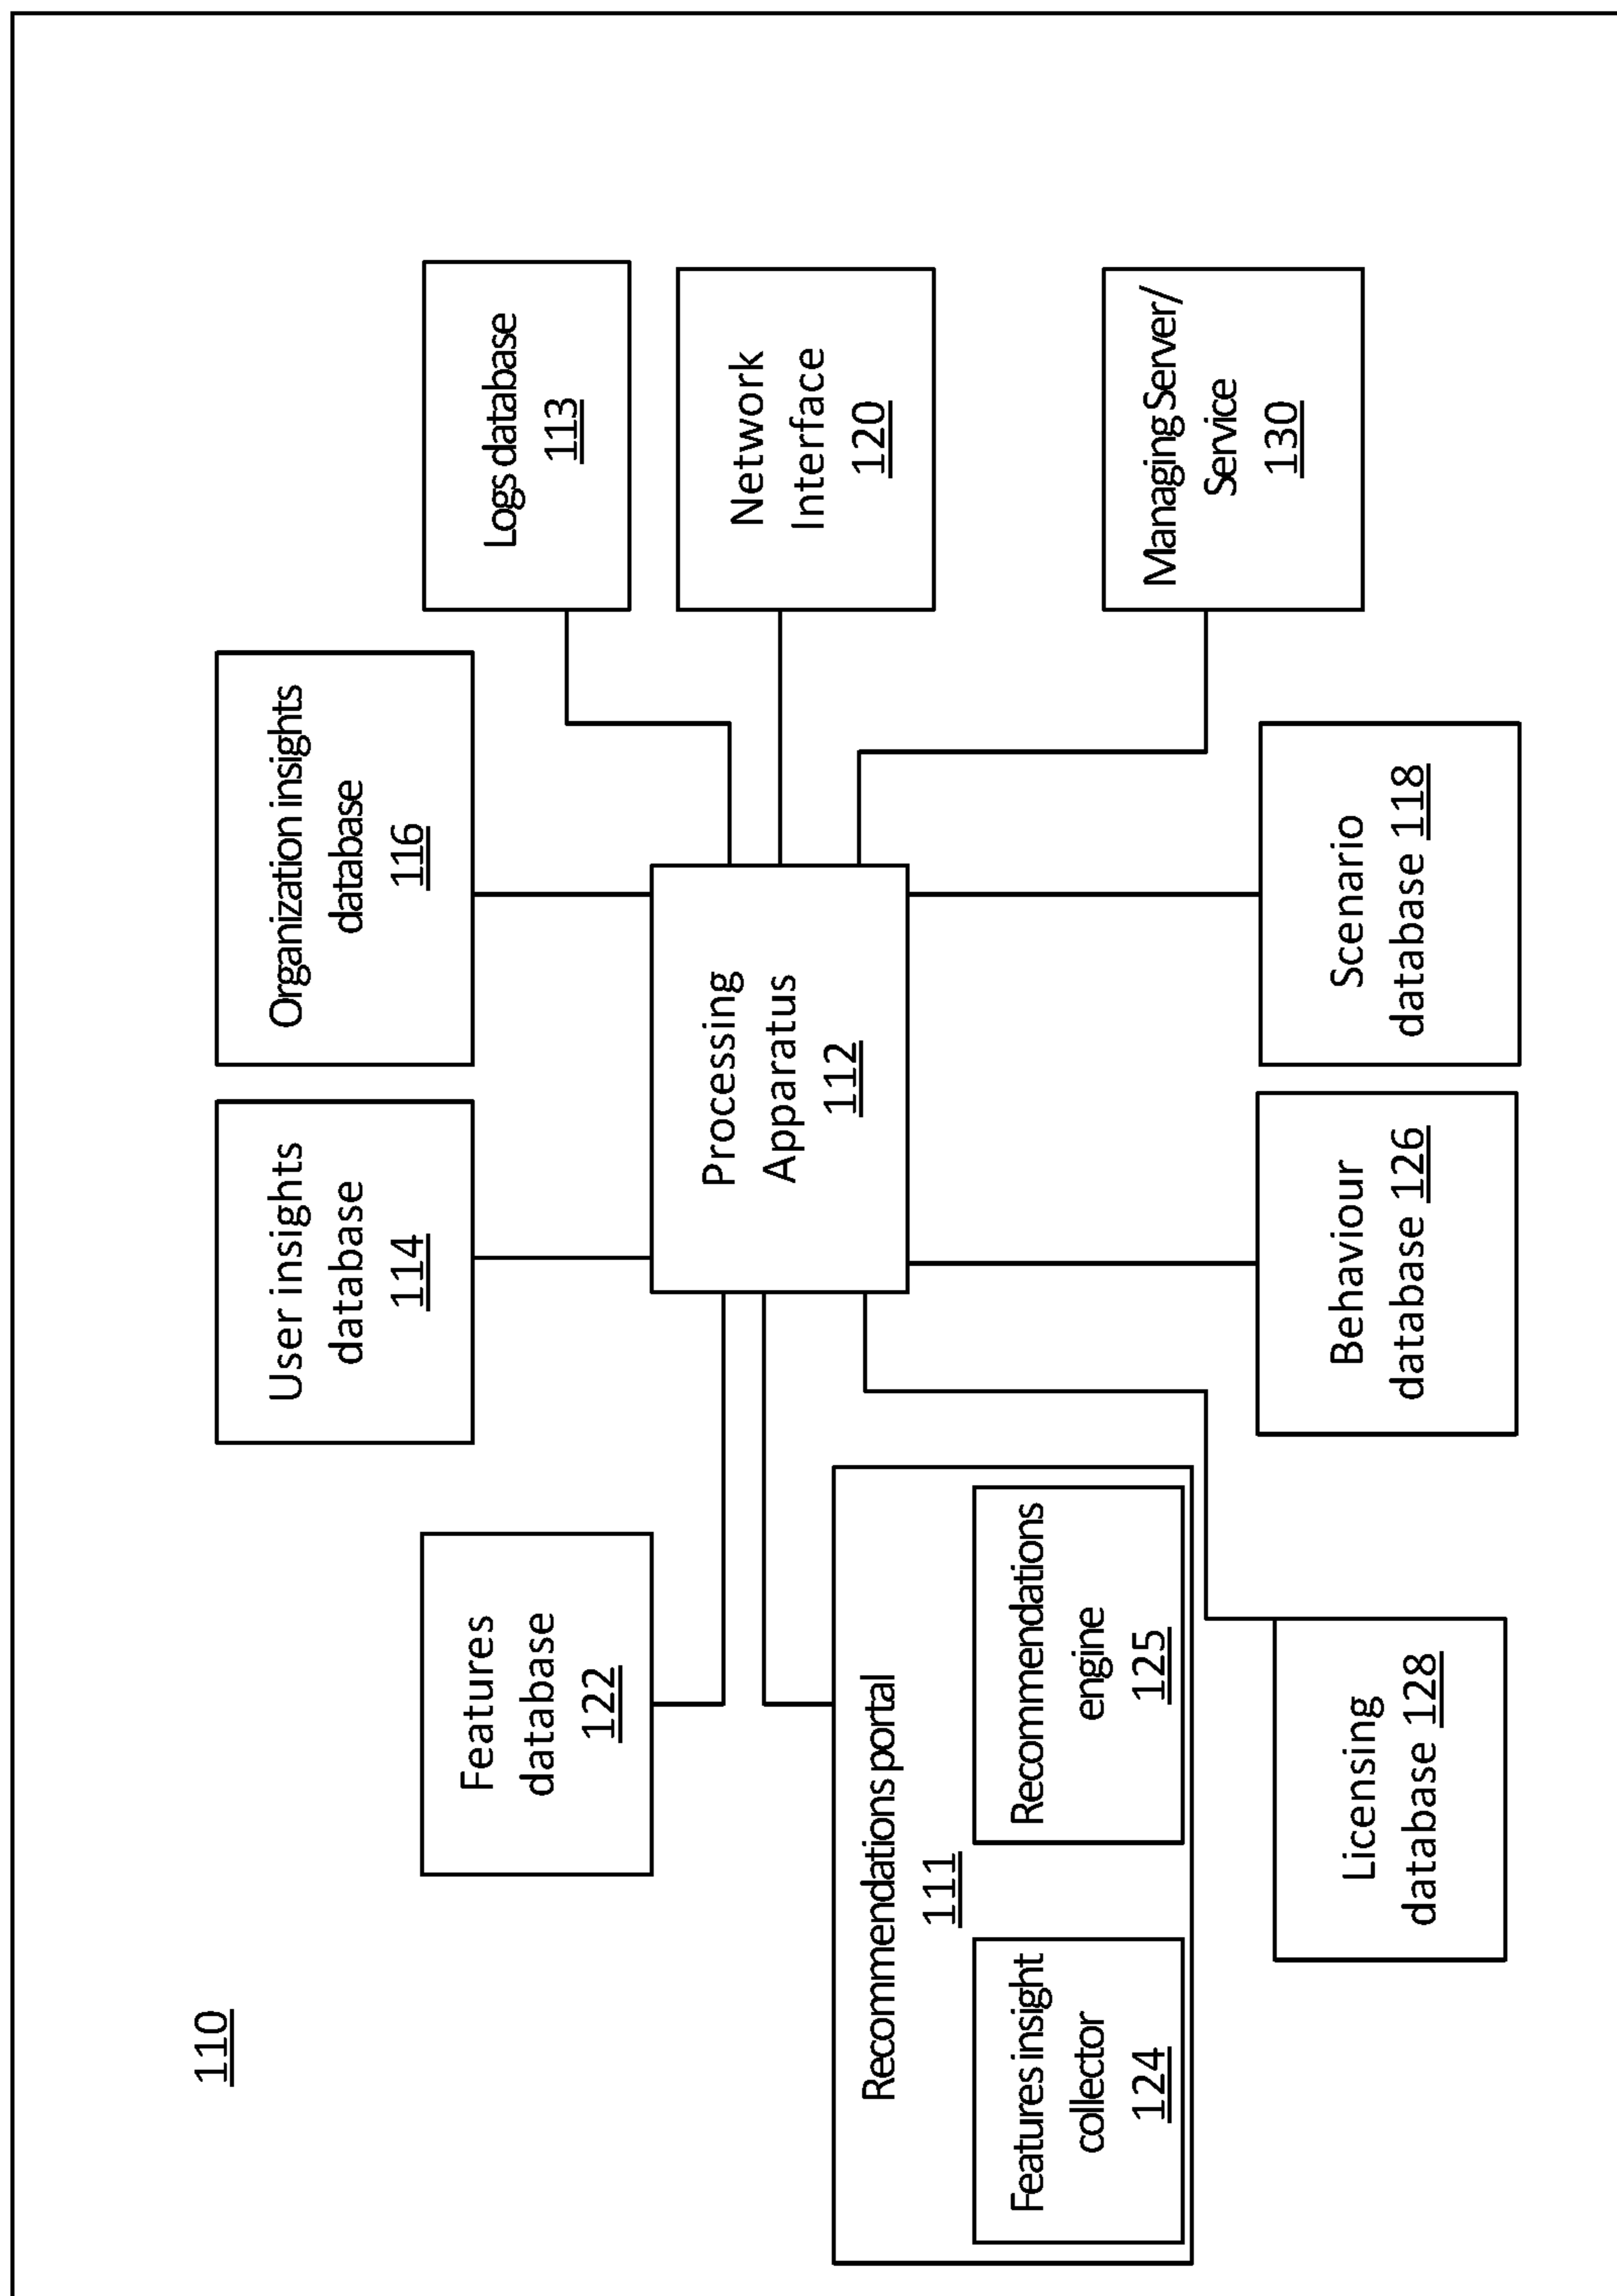 110
User insights
database
114
Organization insights
database
116
Features
database
122
Logs database
113
Recommendations portal
111
Features insight
collector
124
Recommendations
engine
125
Processing
Apparatus
112
Network
Interface
120
Licensing
database 128
Behaviour
database 126
Scenario
database 118
Managing Server/
Service
130